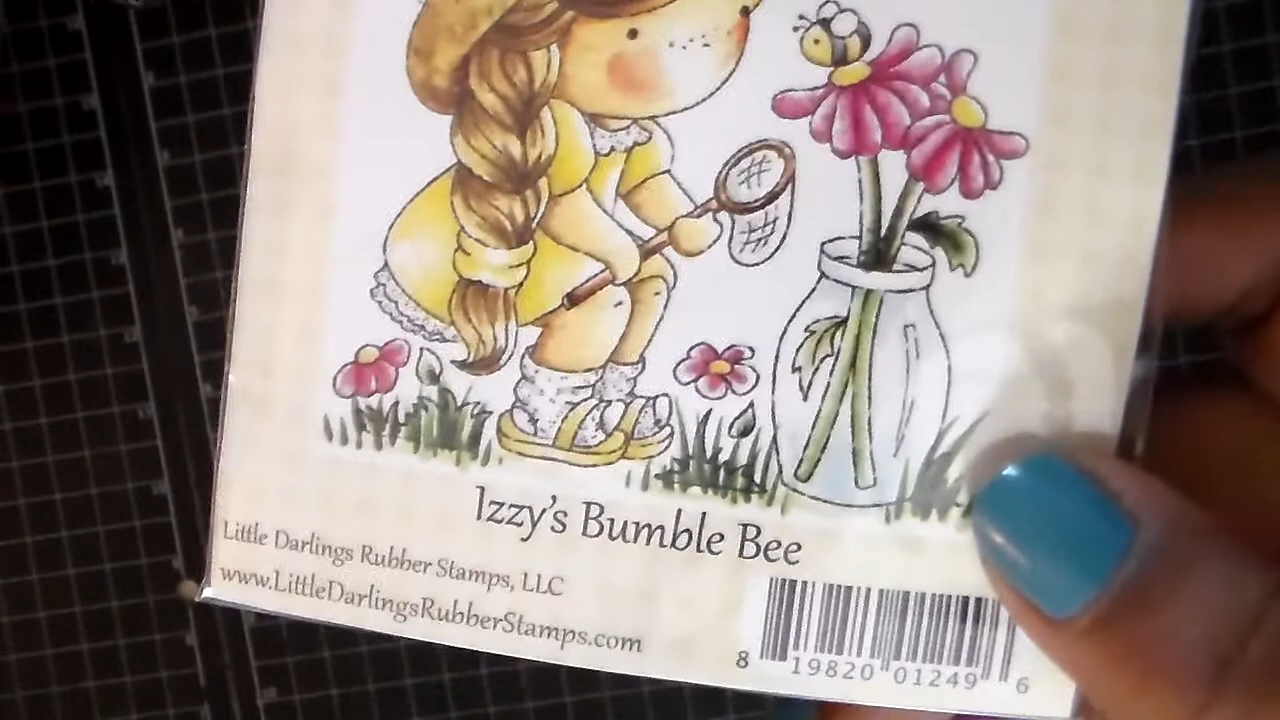 Izzy's Bumble Bee
Little Darlings Rubber Stamps, LLC
www.LittleDarlingsRubberStamps.com
8 19820 01249 6